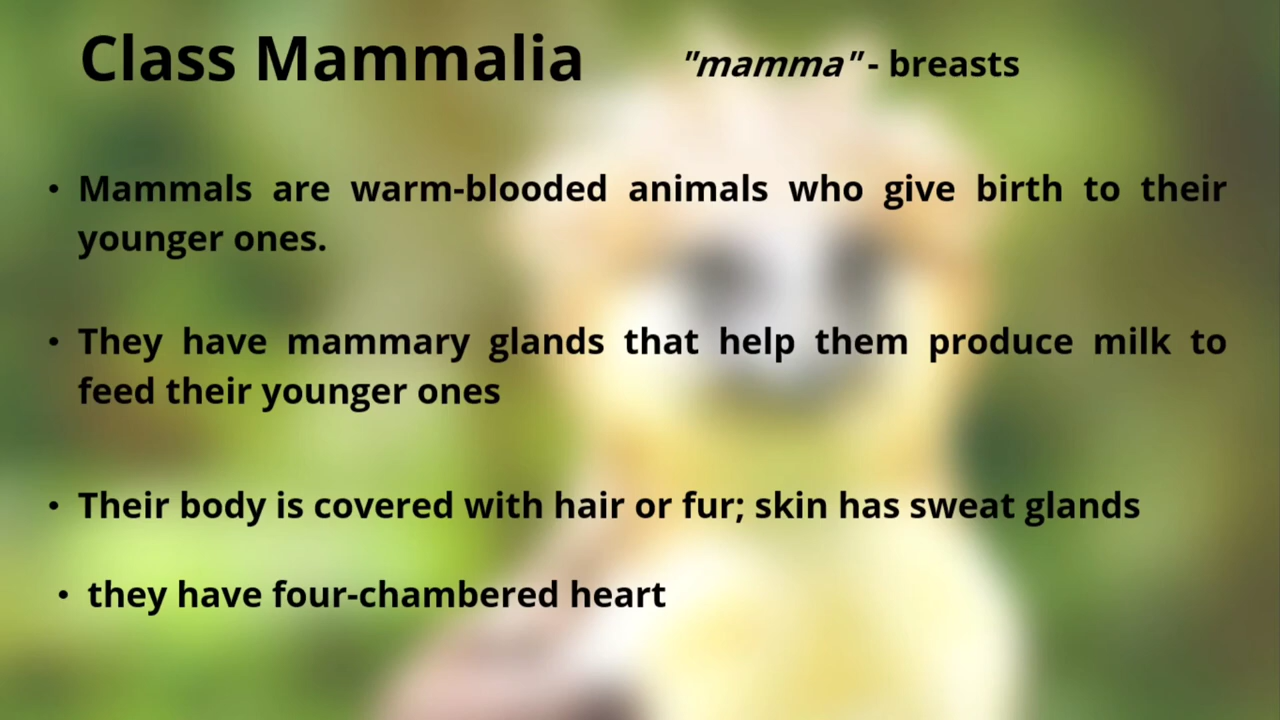 Class Mammalia "mamma" - breasts
• Mammals are warm-blooded animals who give birth to their
younger ones.
• They have mammary glands that help them produce milk to
feed their younger ones
• Their body is covered with hair or fur; skin has sweat glands
• they have four-chambered heart